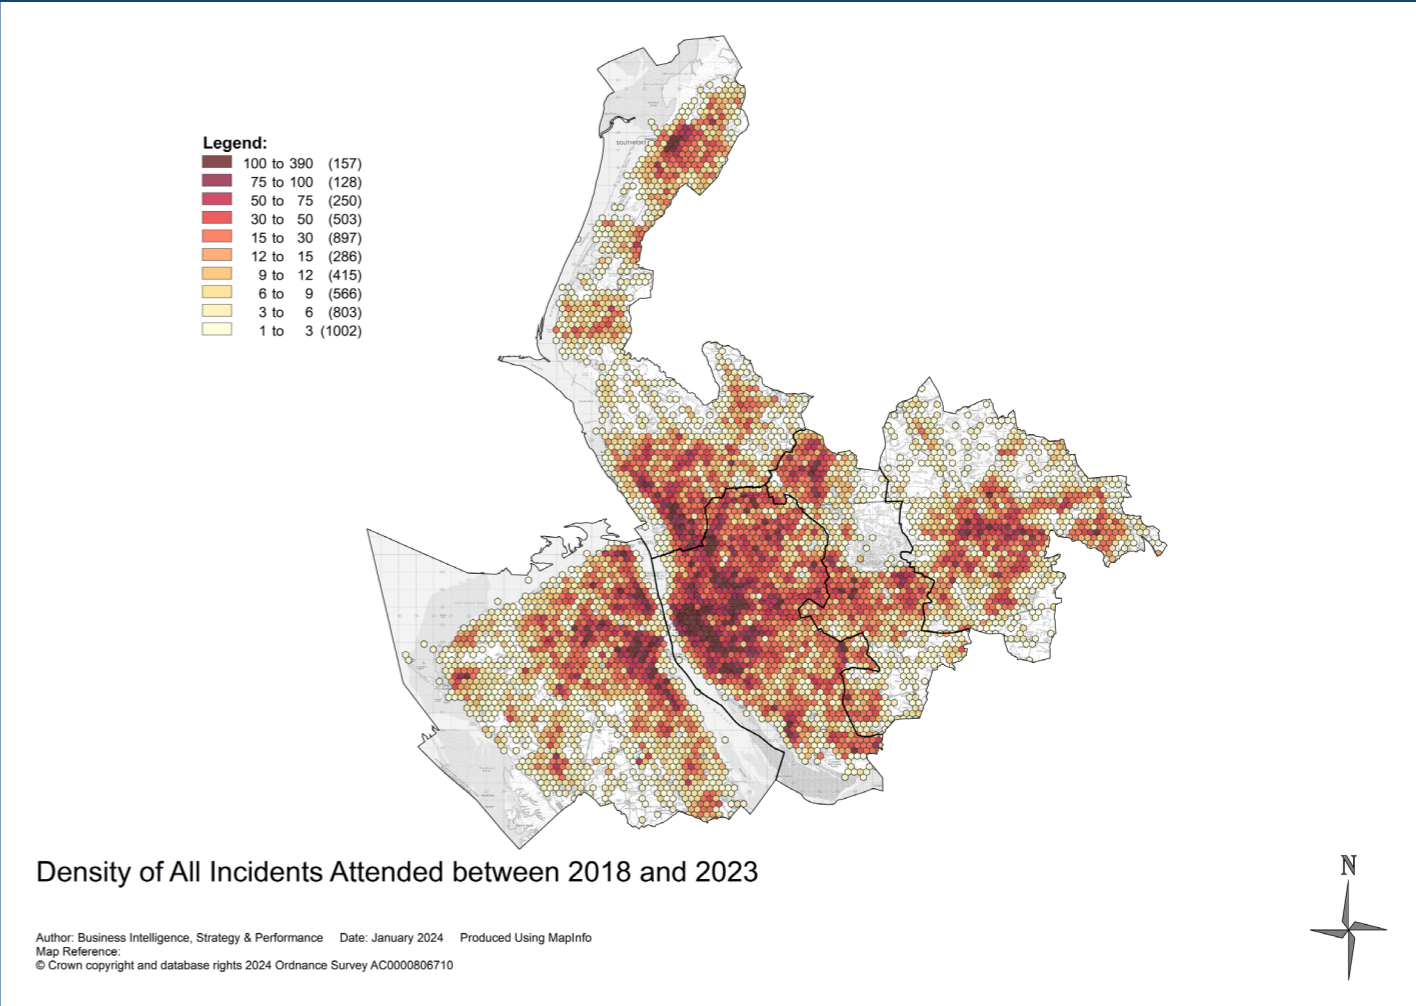 Legend:
100 to 390 (157)
75 to 100 (128)
50 to 75 (250)
30 to 50 (503)
15 to 30 (897)
12 to 15 (286)
9 to 12 (415)
6 to 9 (566)
3 to 6 (803)
1 to 3 (1002)
SOUTHPORT
Density of All Incidents Attended between 2018 and 2023
N
Author: Business Intelligence, Strategy & Performance Date: January 2024 Produced Using MapInfo
Map Reference:
© Crown copyright and database rights 2024 Ordnance Survey AC0000806710